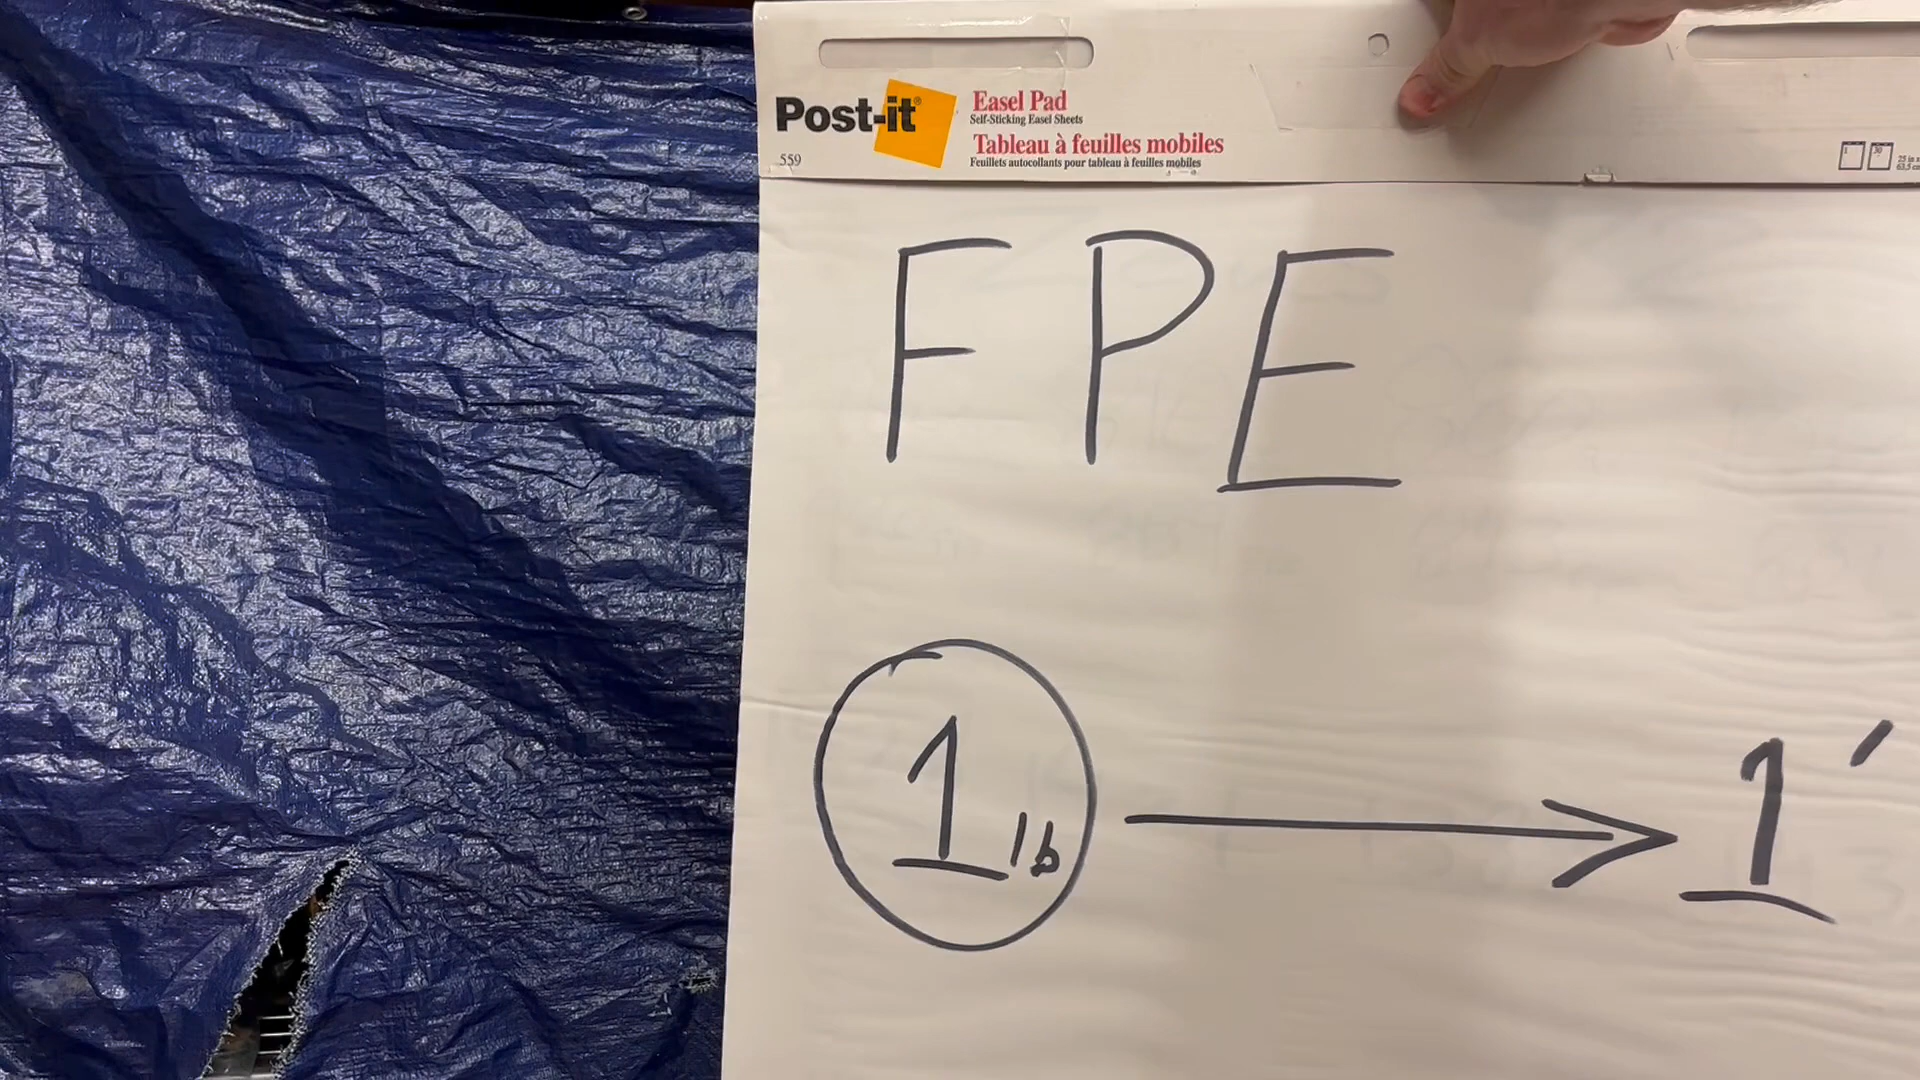 Post-it®
Easel Pad
Self-Sticking Easel Sheets
Tableau à feuilles mobiles
Feuillets autocollants pour tableau à feuilles mobiles
559
FPE
1 lb → 1'